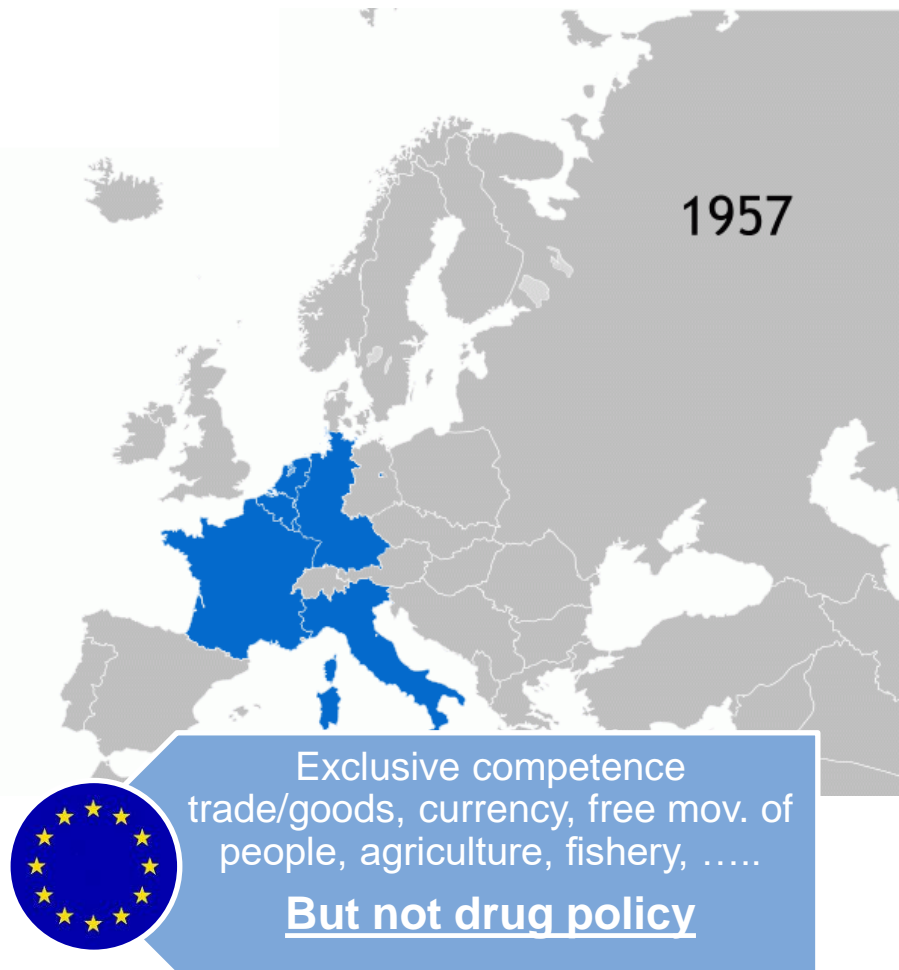 1957
Exclusive competence
trade/goods, currency, free mov. of
people, agriculture, fishery, …..
But not drug policy